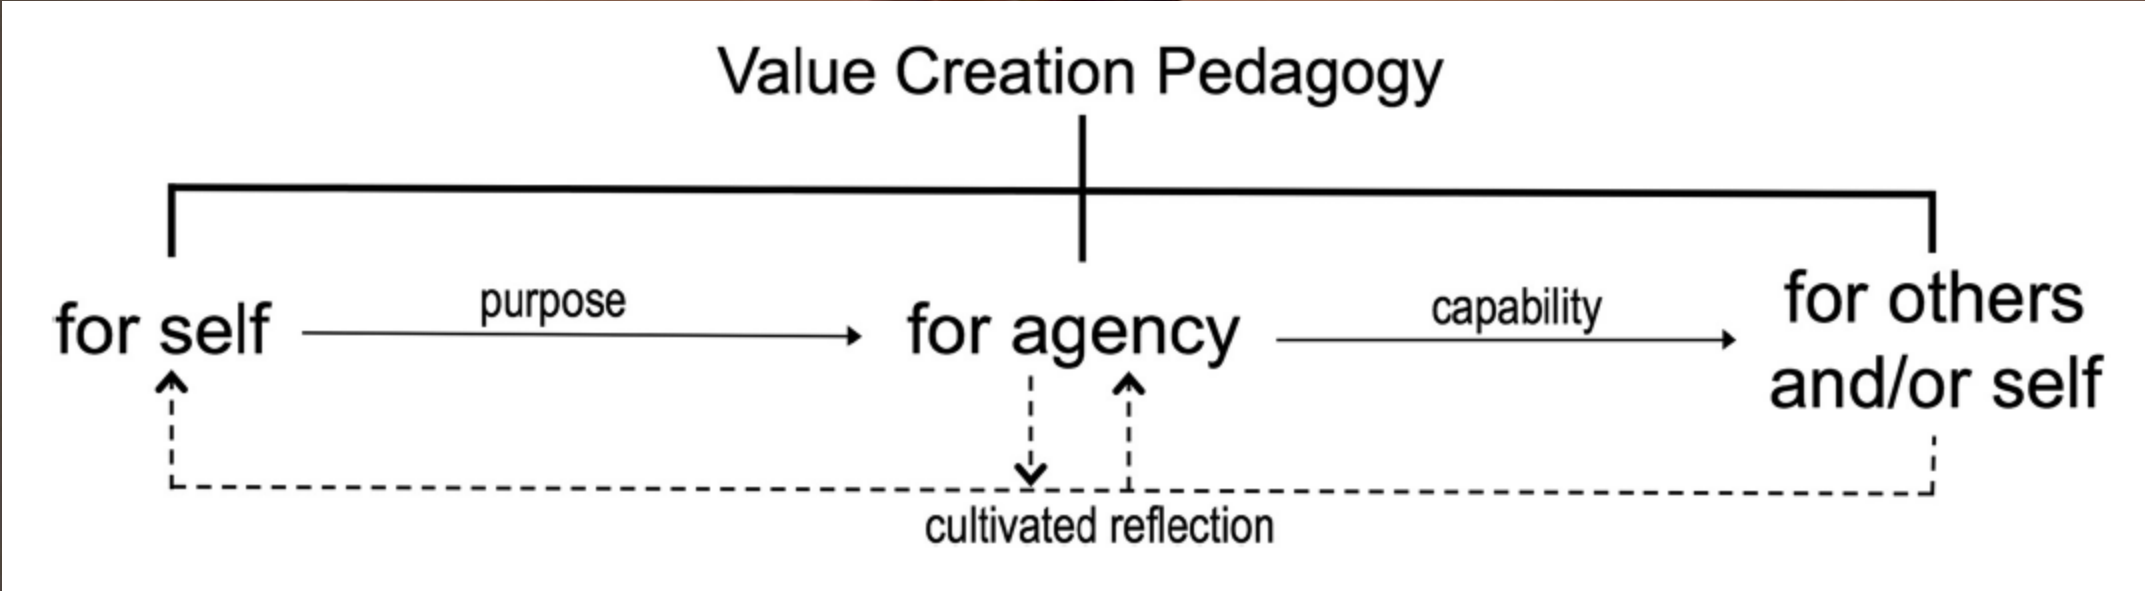 Value Creation Pedagogy
for self
purpose
for agency
capability
for others
and/or self
cultivated reflection